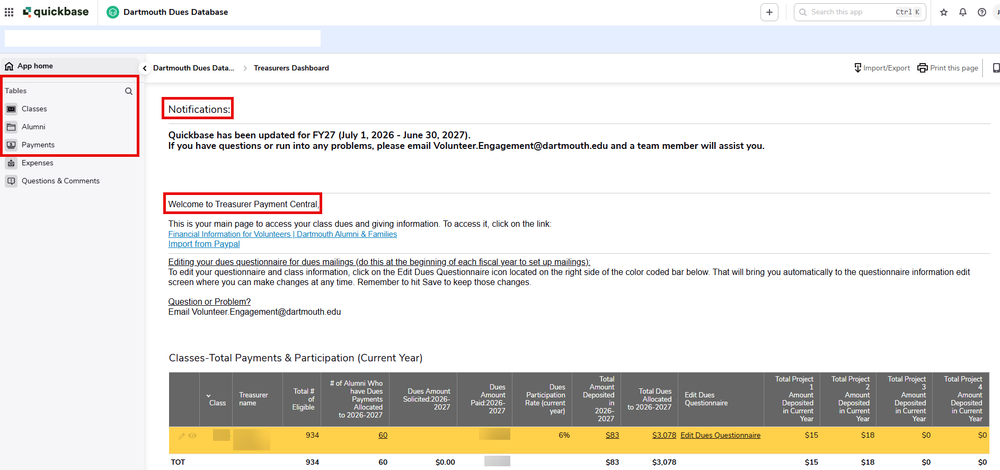 quickbase
Dartmouth Dues Database
Search this app
Ctrl K
J
App home
Dartmouth Dues Data...
Treasurers Dashboard
Import/Export
Print this page
Tables
Classes
Alumni
Payments
Expenses
Questions & Comments
Notifications:
Quickbase has been updated for FY27 (July 1, 2026 - June 30, 2027).
If you have questions or run into any problems, please email Volunteer.Engagement@dartmouth.edu and a team member will assist you.
Welcome to Treasurer Payment Central,
This is your main page to access your class dues and giving information. To access it, click on the link:
Financial Information for Volunteers | Dartmouth Alumni & Families
Import from Paypal
Editing your dues questionnaire for dues mailings (do this at the beginning of each fiscal year to set up mailings):
To edit your questionnaire and class information, click on the Edit Dues Questionnaire icon located on the right side of the color coded bar below. That will bring you automatically to the questionnaire information edit
screen where you can make changes at any time. Remember to hit Save to keep those changes.
Question or Problem?
Email Volunteer.Engagement@dartmouth.edu
Classes-Total Payments & Participation (Current Year)
Class
Treasurer
name
Total #
of
Eligible
# of Alumni Who
have Dues
Payments
Allocated
to 2026-2027
Dues Amount
Solicited:2026-
2027
Dues
Amount
Paid:2026-
2027
Dues
Participation
Rate (current
year)
Total
Amount
Deposited
in
2026-
2027
Total Dues
Allocated
to 2026-2027
Edit Dues
Questionnaire
Total Project
1
Amount
Deposited
in Current
Year
Total Project
2
Amount
Deposited
in Current
Year
Total Project
3
Amount
Deposited
in Current
Year
Total Project
4
Amount
Deposited
in Current
Year
934 60 6% $83 $3,078 Edit Dues Questionnaire $15 $18 $0 $0
TOT 934 60 $0.00 $83 $3,078 $15 $18 $0 $0